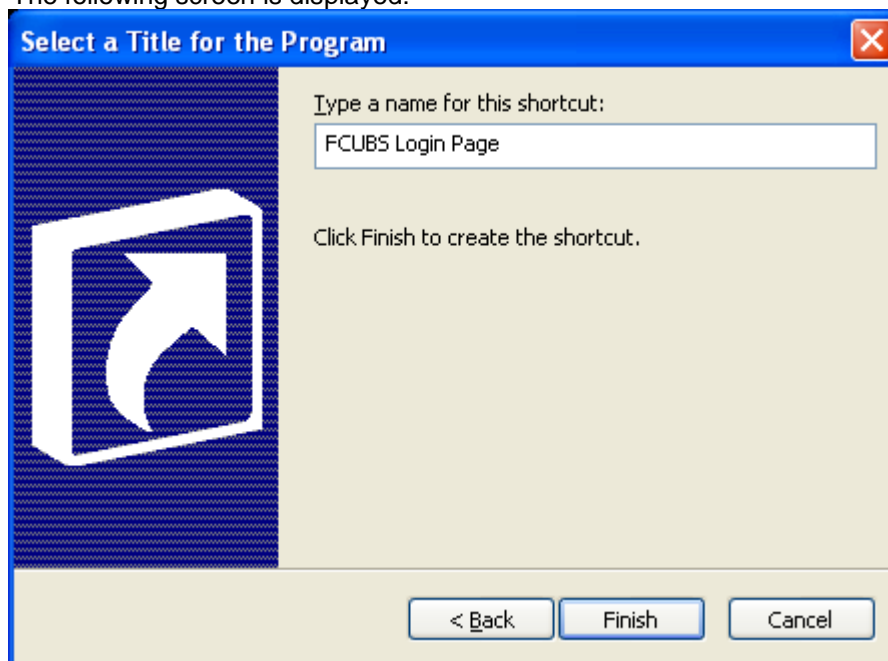 The following screen is displayed.
Select a Title for the Program
Type a name for this shortcut:
FCUBS Login Page
Click Finish to create the shortcut.
< Back
Finish
Cancel